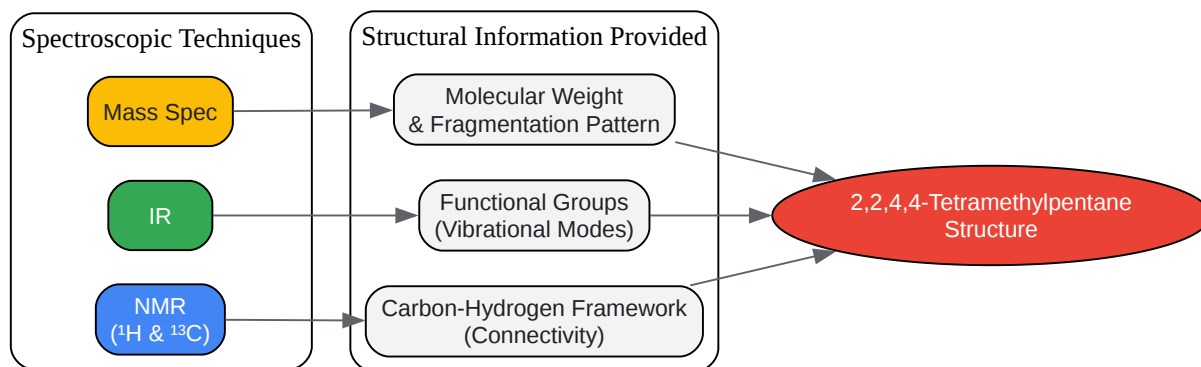 Spectroscopic Techniques
Structural Information Provided
Mass Spec
Molecular Weight
& Fragmentation Pattern
IR
Functional Groups
(Vibrational Modes)
2,2,4,4-Tetramethylpentane
Structure
NMR
(¹H & ¹³C)
Carbon-Hydrogen Framework
(Connectivity)